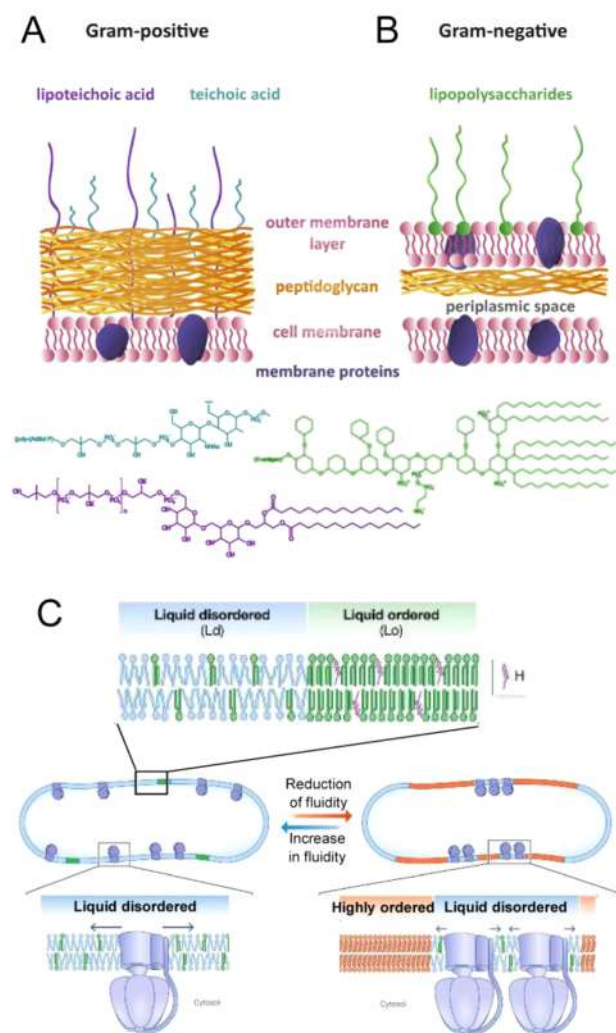 A
Gram-positive
B
Gram-negative
lipoteichoic acid
teichoic acid
lipopolysaccharides
outer membrane
layer
peptidoglycan
periplasmic space
cell membrane
membrane proteins
C
Liquid disordered
(Ld)
Liquid ordered
(Lo)
H
Reduction
of fluidity
Increase
in fluidity
Liquid disordered
Highly ordered
Liquid disordered
Cytosol
Cytosol